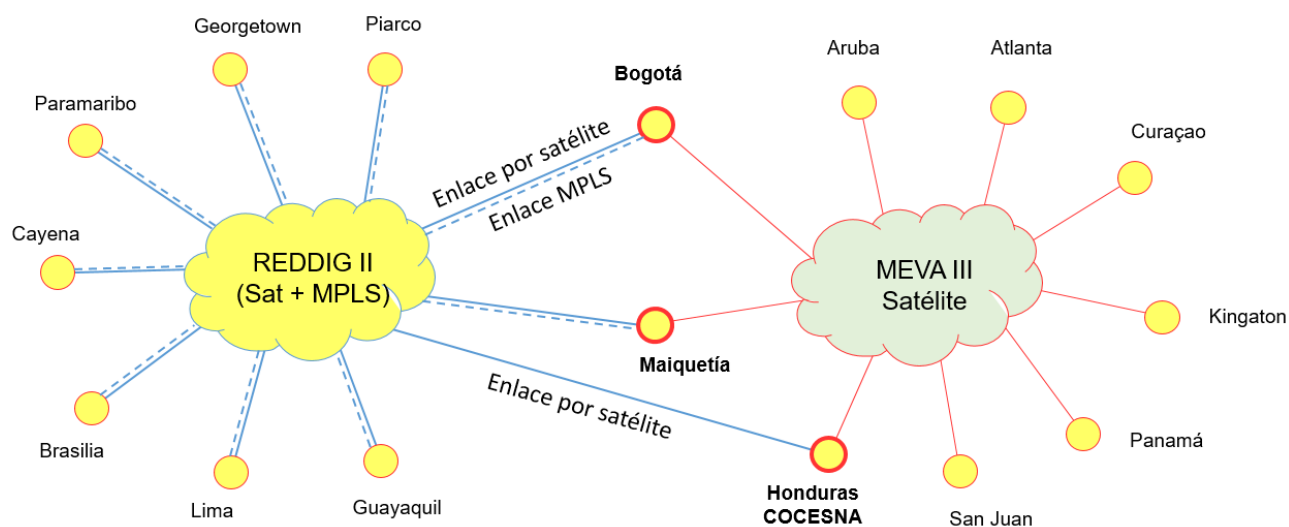 Georgetown
Piarco
Paramaribo
Cayena
Brasilia
Lima
Guayaquil
REDDIG II
(Sat + MPLS)
Enlace por satélite
Enlace MPLS
Enlace por satélite
Bogotá
Maiquetía
Honduras
COCESNA
MEVA III
Satélite
Aruba
Atlanta
Curaçao
Kingaton
Panamá
San Juan